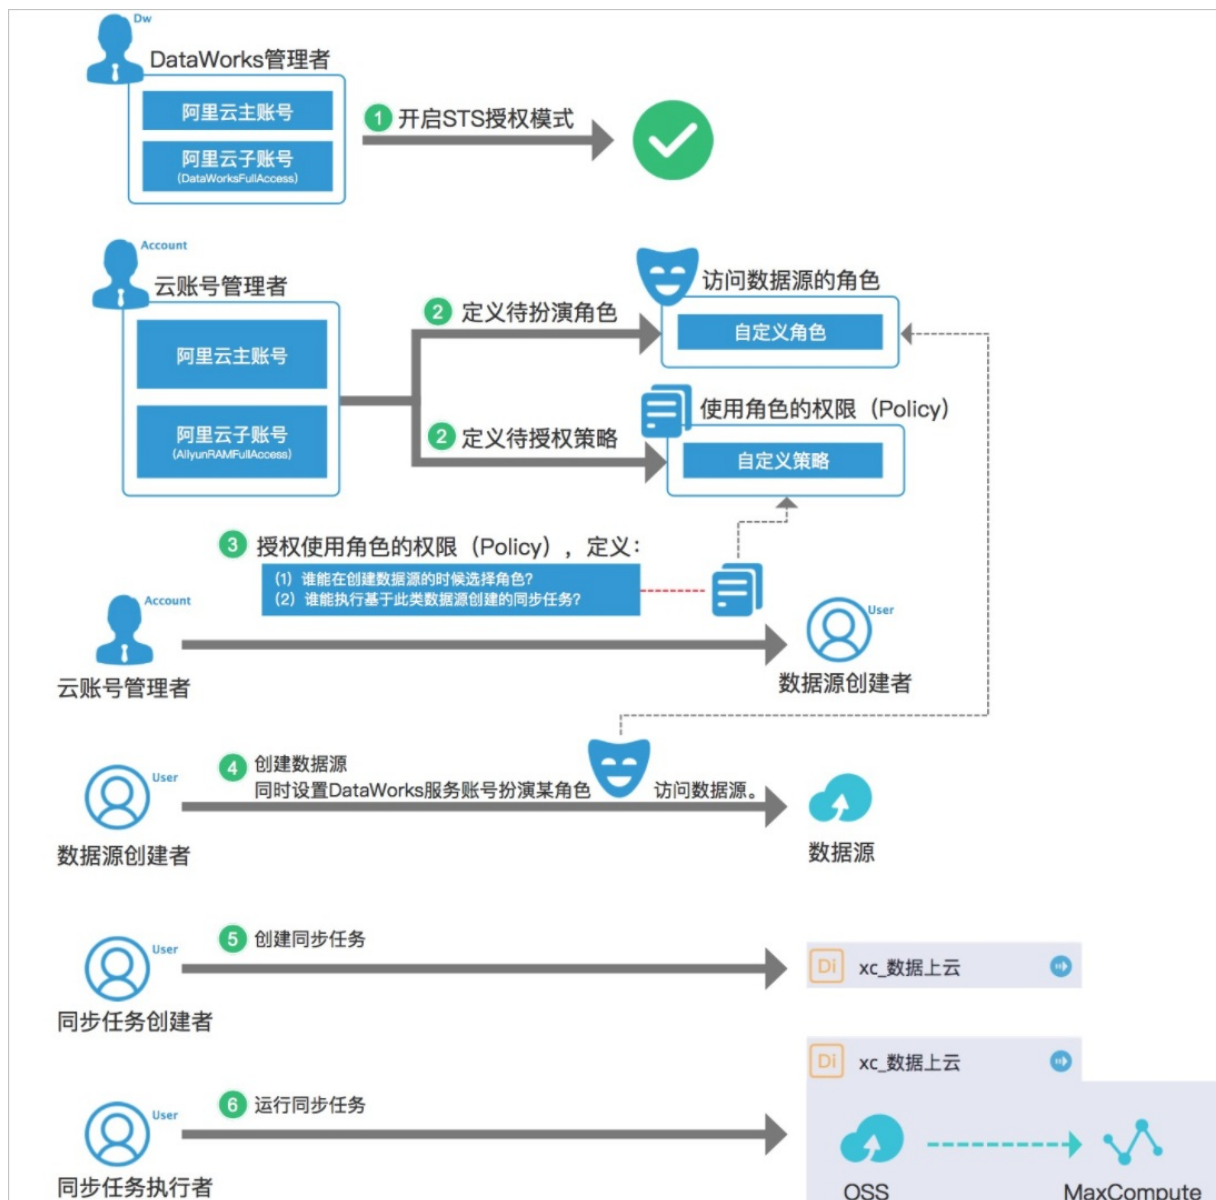 Dw
DataWorks管理者
阿里云主账号
阿里云子账号
(DataWorksFullAccess)
1 开启STS授权模式
Account
云账号管理者
阿里云主账号
阿里云子账号
(AliyunRAMFullAccess)
2 定义待扮演角色
访问数据源的角色
自定义角色
2 定义待授权策略
使用角色的权限（Policy）
自定义策略
3 授权使用角色的权限（Policy），定义：
（1）谁能在创建数据源的时候选择角色？
（2）谁能执行基于此类数据源创建的同步任务？
Account
云账号管理者
User
数据源创建者
User
数据源创建者
4 创建数据源
同时设置DataWorks服务账号扮演某角色 访问数据源。
数据源
User
同步任务创建者
5 创建同步任务
Di xc_数据上云
User
同步任务执行者
6 运行同步任务
Di xc_数据上云
OSS
MaxCompute